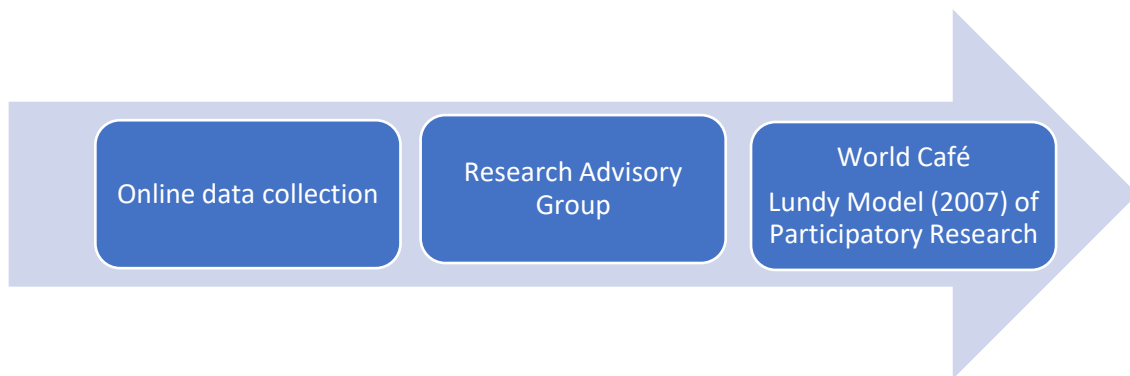 Online data collection
Research Advisory
Group
World Café
Lundy Model (2007) of
Participatory Research